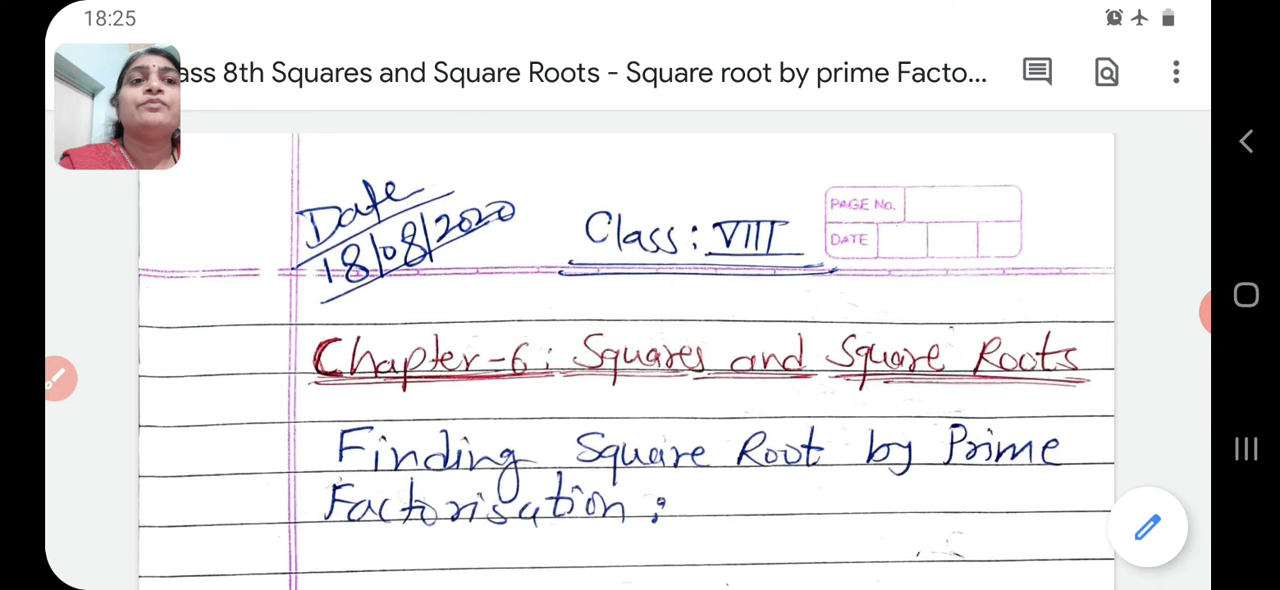 18:25
ass 8th Squares and Square Roots - Square root by prime Facto...
Date
18/08/2020
Class: VIII
PAGE No.
DATE
Chapter-6: Squares and Square Roots
Finding Square Root by Prime
Factorisation: